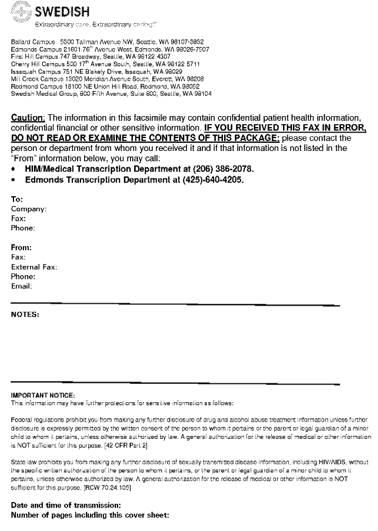 SWEDISH
Extraordinary care. Extraordinary caring.™
Ballard Campus 5300 Tallman Avenue NW, Seattle, WA 98107-3932
Edmonds Campus 21601 76th Avenue West, Edmonds, WA 98026-7507
First Hill Campus 747 Broadway, Seattle, WA 98122-4307
Cherry Hill Campus 500 17th Avenue South, Seattle, WA 98122-5711
Issaquah Campus 751 NE Blakely Drive, Issaquah, WA 98029
Mill Creek Campus 13020 Meridian Avenue South, Everett, WA 98208
Redmond Campus 18100 NE Union Hill Road, Redmond, WA 98052
Swedish Medical Group, 600 Fifth Avenue, Suite 600, Seattle, WA 98104
Caution: The information in this facsimile may contain confidential patient health information,
confidential financial or other sensitive information. IF YOU RECEIVED THIS FAX IN ERROR,
DO NOT READ OR EXAMINE THE CONTENTS OF THIS PACKAGE; please contact the
person or department from whom you received it and if that information is not listed in the
"From" information below, you may call:
• HIM/Medical Transcription Department at (206) 386-2078.
• Edmonds Transcription Department at (425)-640-4205.
To:
Company:
Fax:
Phone:
From:
Fax:
External Fax:
Phone:
Email:
NOTES:
IMPORTANT NOTICE:
This information may have further protections for sensitive information as follows:
Federal regulations prohibit you from making any further disclosure of drug and alcohol abuse treatment information unless further
disclosure is expressly permitted by the written consent of the person to whom it pertains or the parent or legal guardian of a minor
child to whom it pertains, unless otherwise authorized by law. A general authorization for the release of medical or other information
is NOT sufficient for this purpose. [42 CFR Part 2]
State law prohibits you from making any further disclosure of sexually transmitted disease information, including HIV/AIDS, without
the specific written authorization of the person to whom it pertains, or the parent or legal guardian of a minor child to whom it
pertains, unless otherwise authorized by law. A general authorization for the release of medical or other information is NOT
sufficient for this purpose. [RCW 70.24.105]
Date and time of transmission:
Number of pages including this cover sheet: